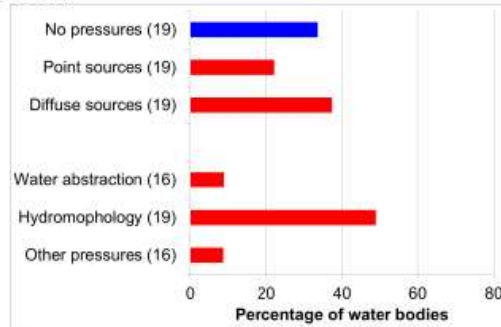 No pressures (19)
Point sources (19)
Diffuse sources (19)
Water abstraction (16)
Hydromophology (19)
Other pressures (16)
0 20 40 60 80
Percentage of water bodies